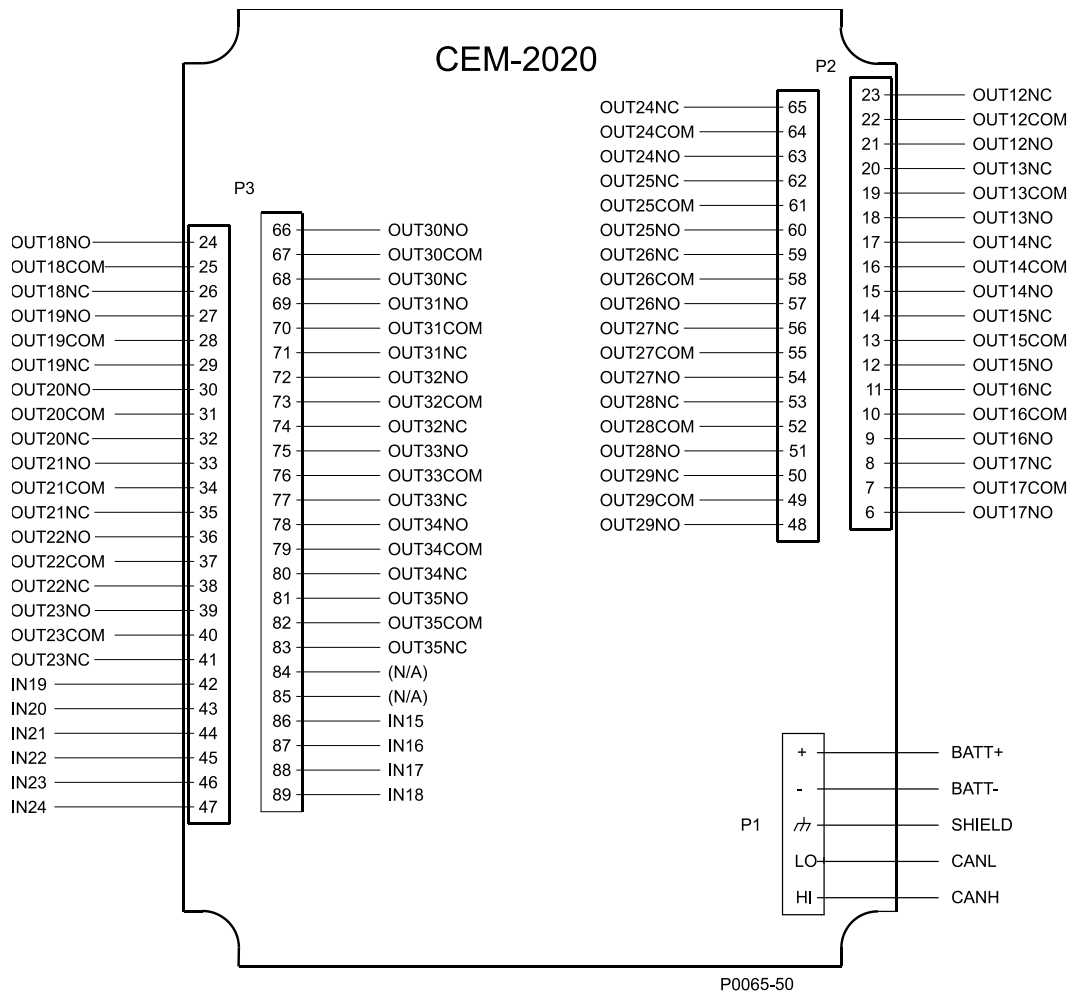 CEM-2020
P2
23 OUT12NC
22 OUT12COM
21 OUT12NO
20 OUT13NC
19 OUT13COM
18 OUT13NO
17 OUT14NC
16 OUT14COM
15 OUT14NO
14 OUT15NC
13 OUT15COM
12 OUT15NO
11 OUT16NC
10 OUT16COM
9 OUT16NO
8 OUT17NC
7 OUT17COM
6 OUT17NO
OUT24NC 65
OUT24COM 64
OUT24NO 63
OUT25NC 62
OUT25COM 61
OUT25NO 60
OUT26NC 59
OUT26COM 58
OUT26NO 57
OUT27NC 56
OUT27COM 55
OUT27NO 54
OUT28NC 53
OUT28COM 52
OUT28NO 51
OUT29NC 50
OUT29COM 49
OUT29NO 48
P3
OUT18NO 24
OUT18COM 25
OUT18NC 26
OUT19NO 27
OUT19COM 28
OUT19NC 29
OUT20NO 30
OUT20COM 31
OUT20NC 32
OUT21NO 33
OUT21COM 34
OUT21NC 35
OUT22NO 36
OUT22COM 37
OUT22NC 38
OUT23NO 39
OUT23COM 40
OUT23NC 41
IN19 42
IN20 43
IN21 44
IN22 45
IN23 46
IN24 47
66 OUT30NO
67 OUT30COM
68 OUT30NC
69 OUT31NO
70 OUT31COM
71 OUT31NC
72 OUT32NO
73 OUT32COM
74 OUT32NC
75 OUT33NO
76 OUT33COM
77 OUT33NC
78 OUT34NO
79 OUT34COM
80 OUT34NC
81 OUT35NO
82 OUT35COM
83 OUT35NC
84 (N/A)
85 (N/A)
86 IN15
87 IN16
88 IN17
89 IN18
P1
+ BATT+
- BATT-
SHIELD
LO CANL
HI CANH
P0065-50